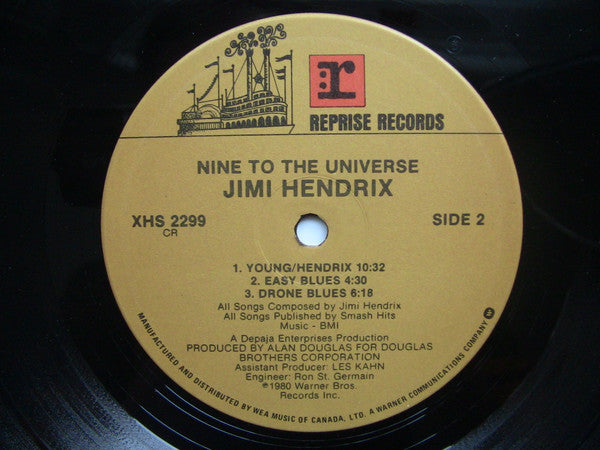 r
REPRISE RECORDS
NINE TO THE UNIVERSE
JIMI HENDRIX
XHS 2299
CR
SIDE 2
1. YOUNG/HENDRIX 10:32
2. EASY BLUES 4:30
3. DRONE BLUES 6:18
All Songs Composed by Jimi Hendrix
All Songs Published by Smash Hits
Music - BMI
A Depaja Enterprises Production
PRODUCED BY ALAN DOUGLAS FOR DOUGLAS
BROTHERS CORPORATION
Assistant Producer: LES KAHN
Engineer: Ron St. Germain
©1980 Warner Bros.
Records Inc.
MANUFACTURED AND DISTRIBUTED BY WEA MUSIC OF CANADA, LTD. A WARNER COMMUNICATIONS COMPANY